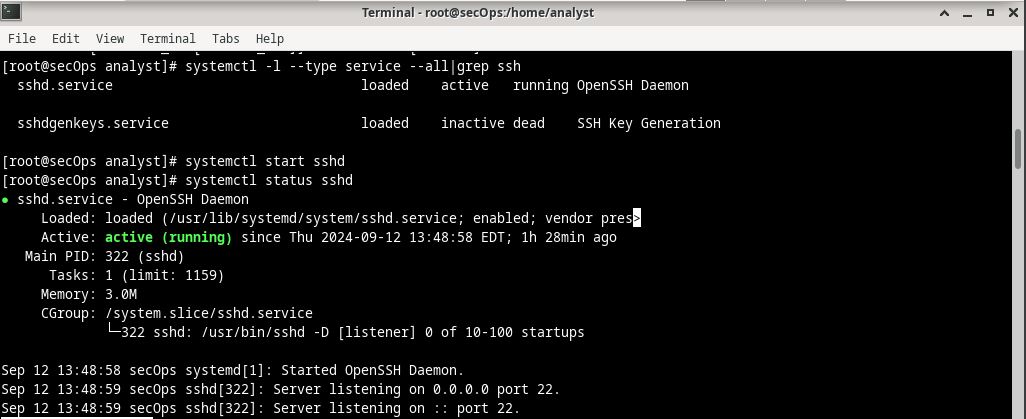 Terminal - root@secOps:/home/analyst
File Edit View Terminal Tabs Help
[root@secOps analyst]# systemctl -l --type service --all|grep ssh
sshd.service loaded active running OpenSSH Daemon
sshdgenkeys.service loaded inactive dead SSH Key Generation
[root@secOps analyst]# systemctl start sshd
[root@secOps analyst]# systemctl status sshd
● sshd.service - OpenSSH Daemon
Loaded: loaded (/usr/lib/systemd/system/sshd.service; enabled; vendor pres>
Active: active (running) since Thu 2024-09-12 13:48:58 EDT; 1h 28min ago
Main PID: 322 (sshd)
Tasks: 1 (limit: 1159)
Memory: 3.0M
CGroup: /system.slice/sshd.service
└─322 sshd: /usr/bin/sshd -D [listener] 0 of 10-100 startups
Sep 12 13:48:58 secOps systemd[1]: Started OpenSSH Daemon.
Sep 12 13:48:59 secOps sshd[322]: Server listening on 0.0.0.0 port 22.
Sep 12 13:48:59 secOps sshd[322]: Server listening on :: port 22.